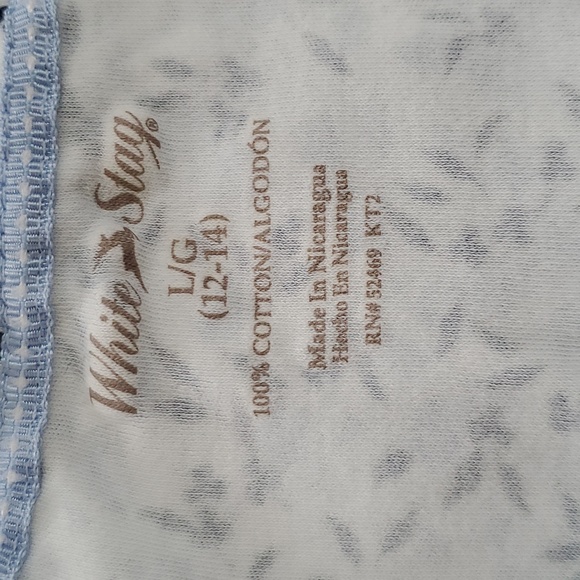 White Stag®
L/G
(12-14)
100% COTTON/ALGODÓN
Made In Nicaragua
Hecho En Nicaragua
RN# 52469 KT2